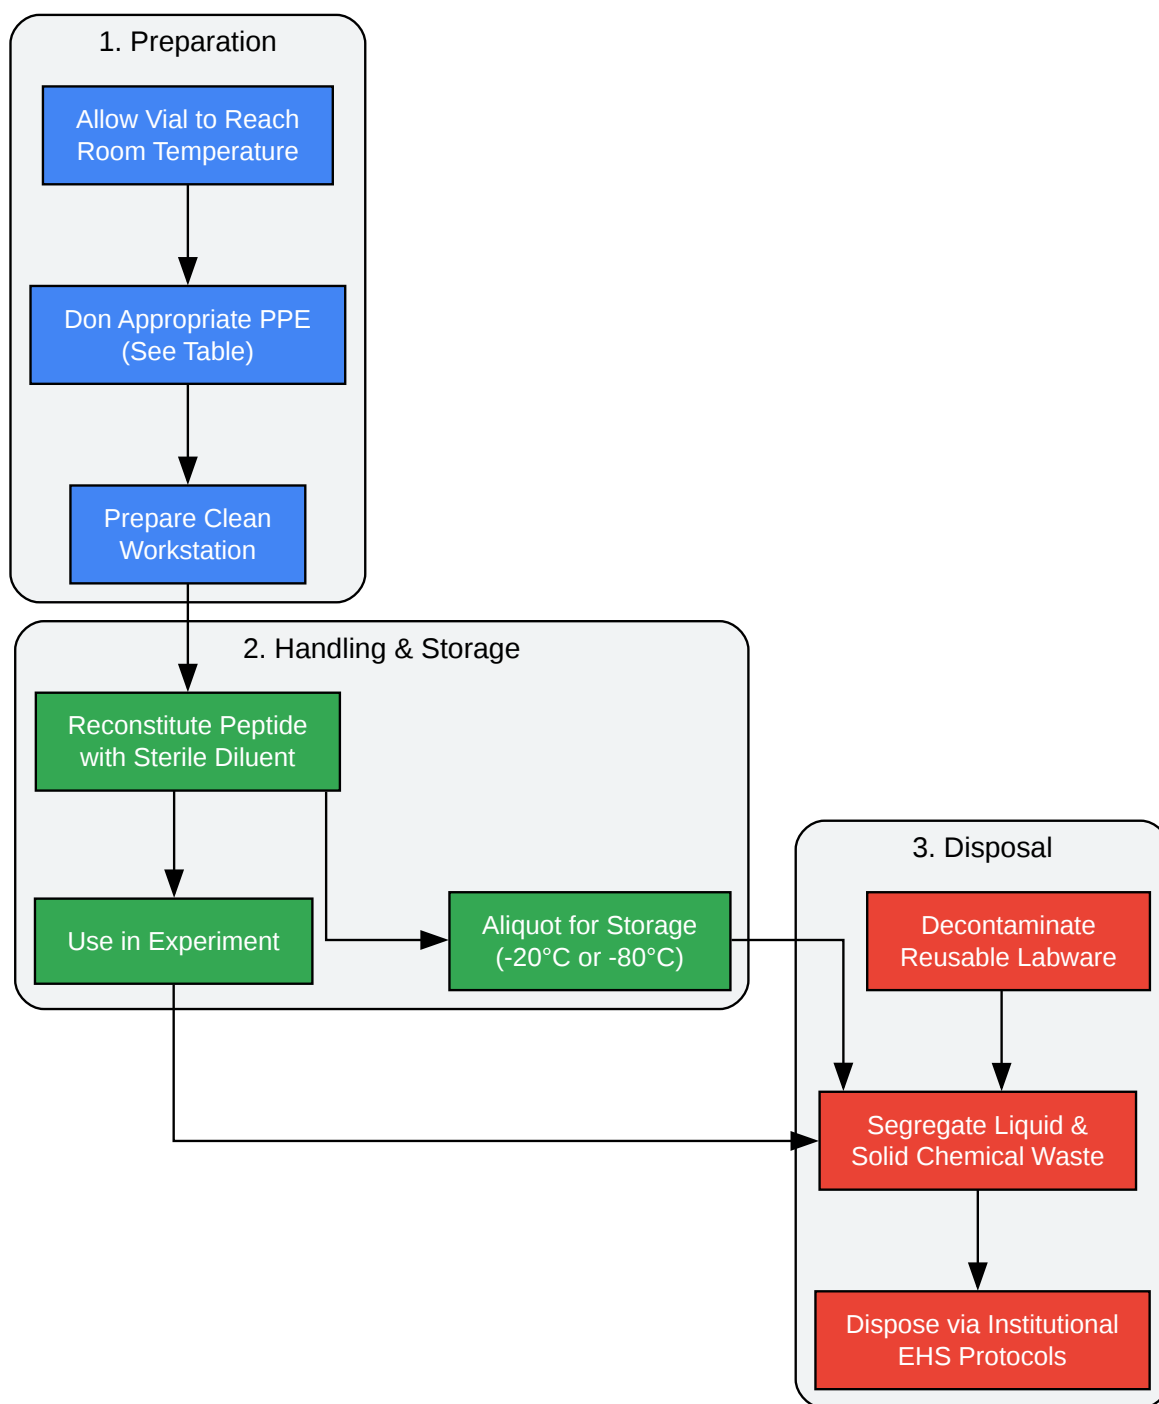 1. Preparation
Allow Vial to Reach
Room Temperature
Don Appropriate PPE
(See Table)
Prepare Clean
Workstation
2. Handling & Storage
Reconstitute Peptide
with Sterile Diluent
Use in Experiment
Aliquot for Storage
(-20°C or -80°C)
3. Disposal
Decontaminate
Reusable Labware
Segregate Liquid &
Solid Chemical Waste
Dispose via Institutional
EHS Protocols